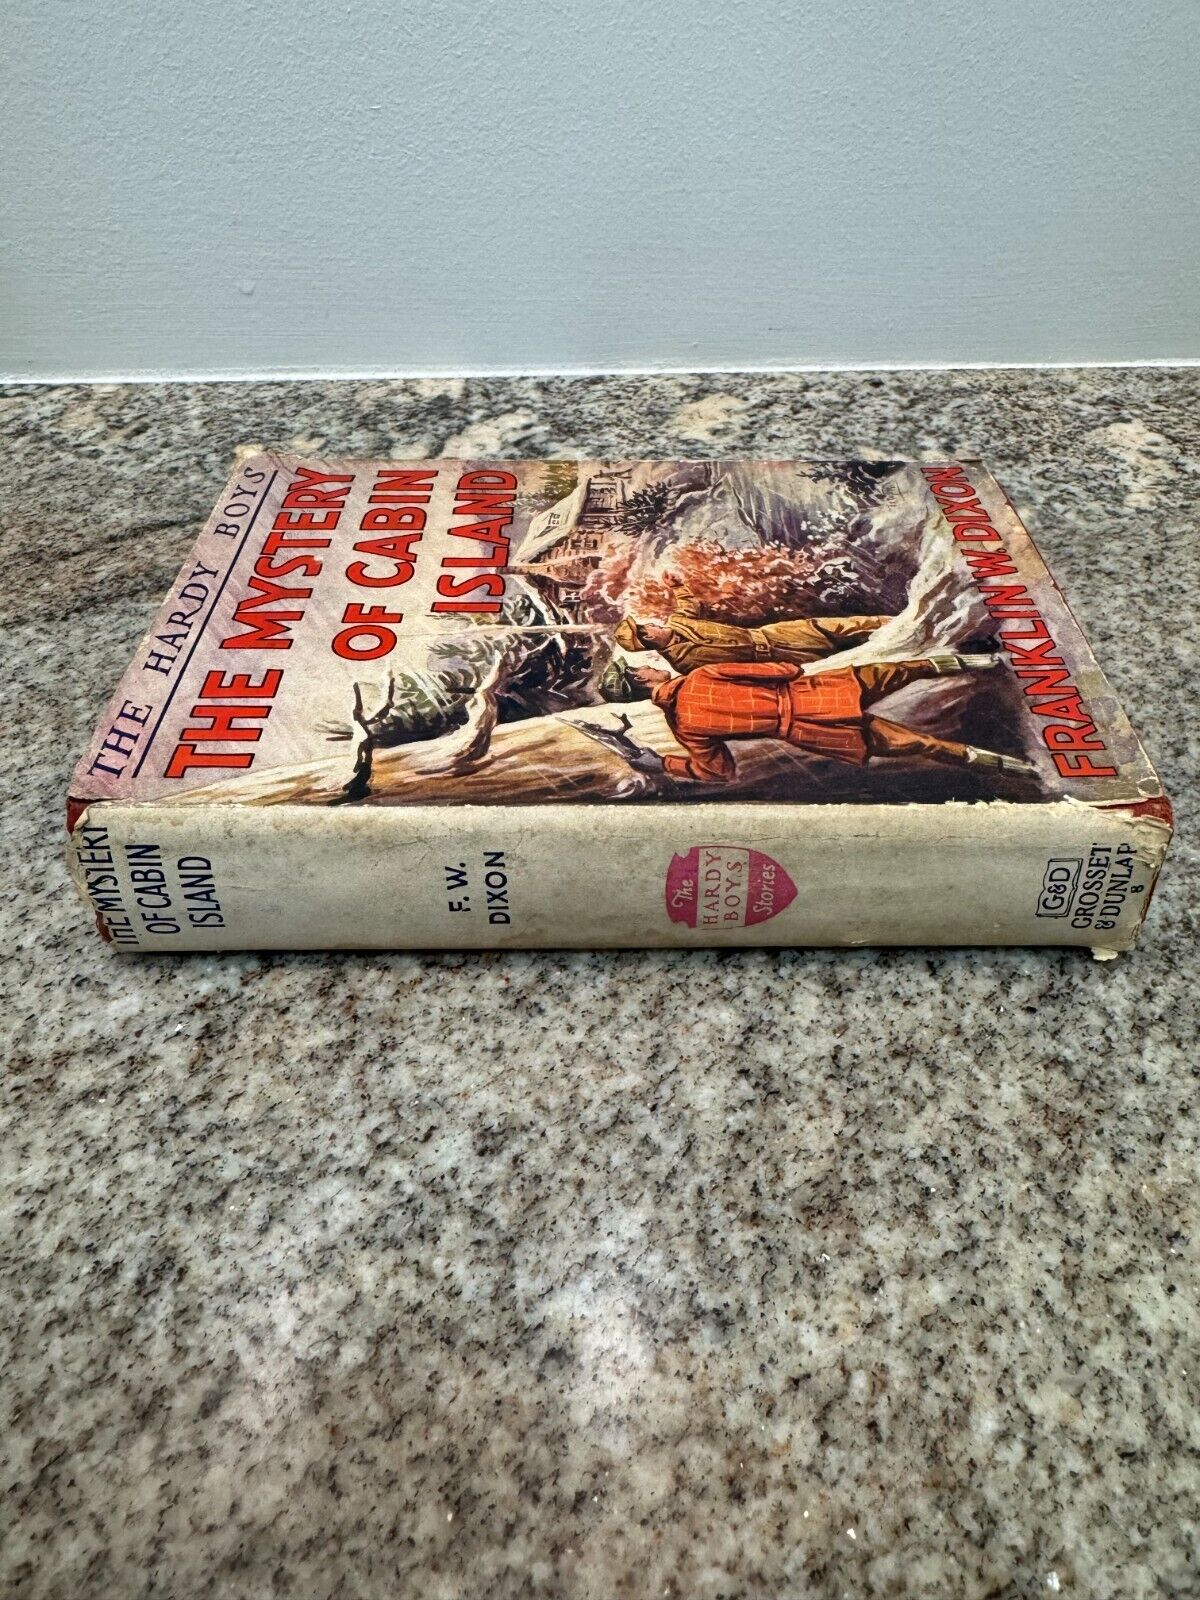 THE HARDY BOYS
THE MYSTERY
OF CABIN
ISLAND
FRANKLIN W. DIXON
THE MYSTERY
OF CABIN
ISLAND
F. W.
DIXON
The
HARDY
BOYS
Stories
G&D
GROSSET
& DUNLAP
8